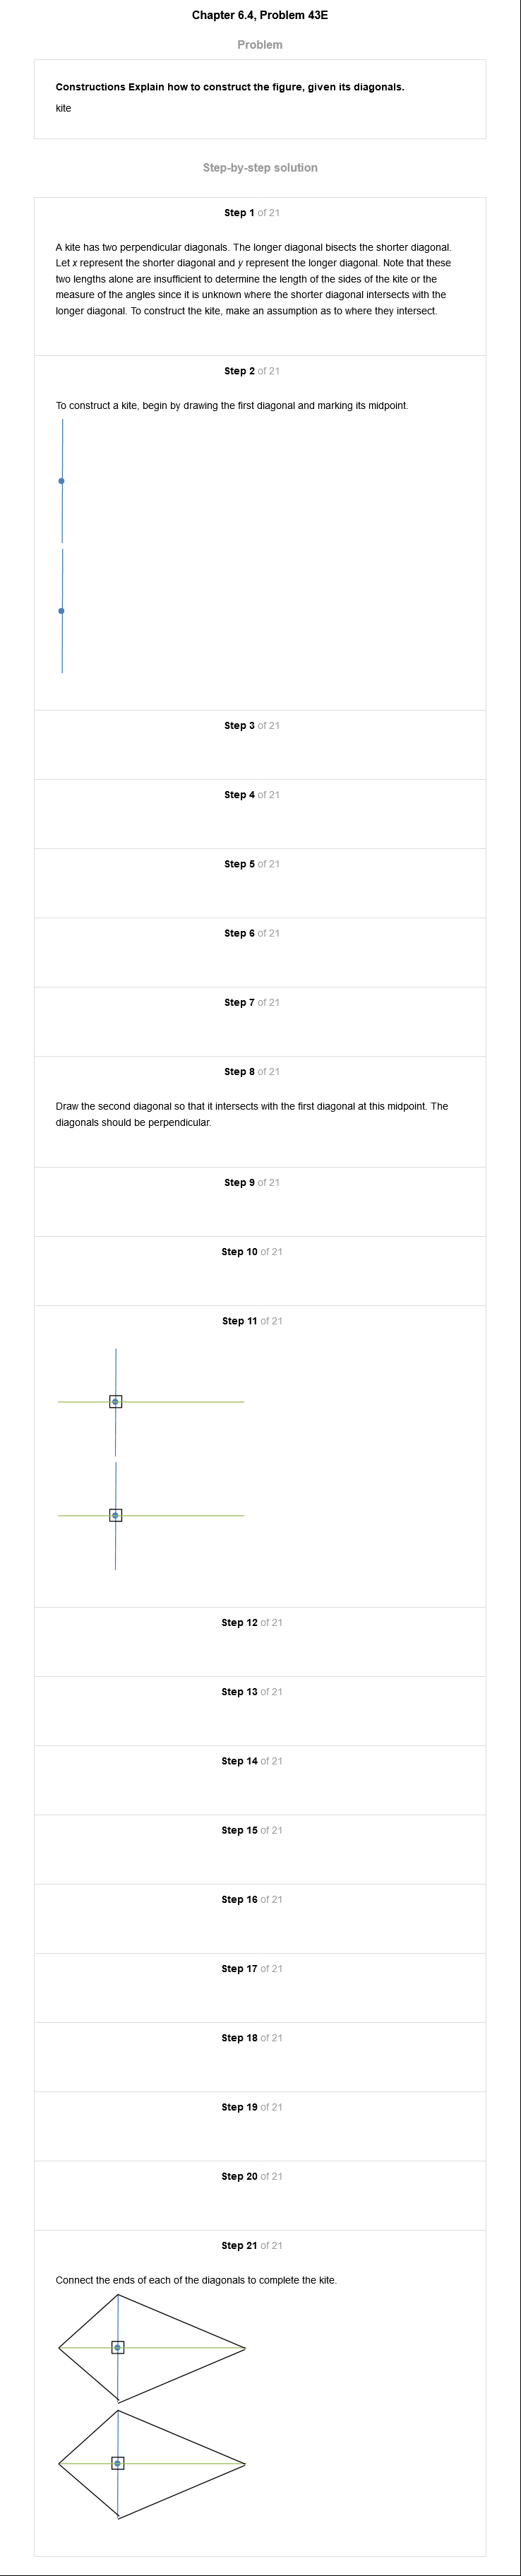 Chapter 6.4, Problem 43E
Problem
Constructions Explain how to construct the figure, given its diagonals.
kite
Step-by-step solution
Step 1 of 21
A kite has two perpendicular diagonals. The longer diagonal bisects the shorter diagonal.
Let x represent the shorter diagonal and y represent the longer diagonal. Note that these
two lengths alone are insufficient to determine the length of the sides of the kite or the
measure of the angles since it is unknown where the shorter diagonal intersects with the
longer diagonal. To construct the kite, make an assumption as to where they intersect.
Step 2 of 21
To construct a kite, begin by drawing the first diagonal and marking its midpoint.
Step 3 of 21
Step 4 of 21
Step 5 of 21
Step 6 of 21
Step 7 of 21
Step 8 of 21
Draw the second diagonal so that it intersects with the first diagonal at this midpoint. The
diagonals should be perpendicular.
Step 9 of 21
Step 10 of 21
Step 11 of 21
Step 12 of 21
Step 13 of 21
Step 14 of 21
Step 15 of 21
Step 16 of 21
Step 17 of 21
Step 18 of 21
Step 19 of 21
Step 20 of 21
Step 21 of 21
Connect the ends of each of the diagonals to complete the kite.